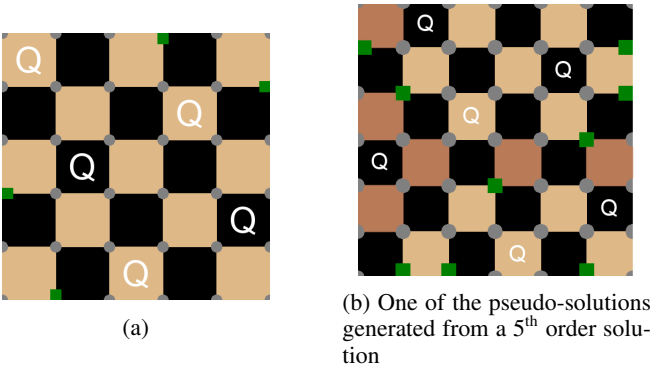 Q
Q
Q
Q
Q
(a)
Q
Q
Q
Q
Q
Q
(b) One of the pseudo-solutions
generated from a 5th order solu-
tion